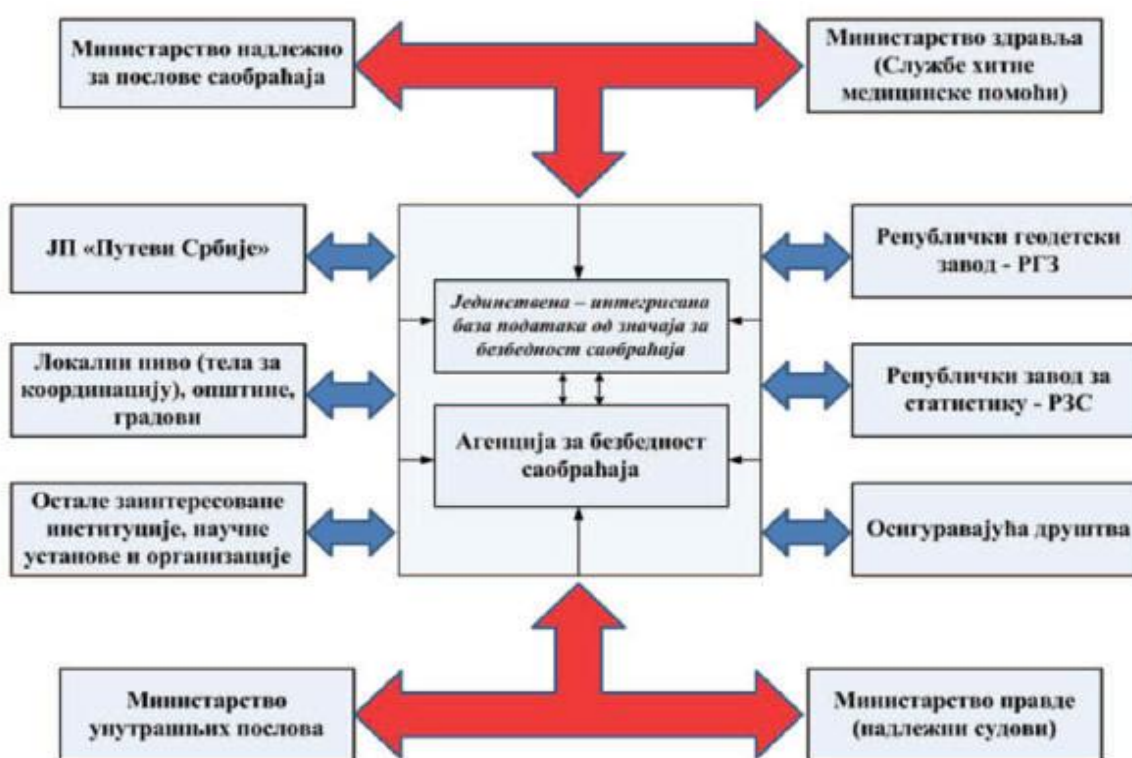 Министарство надлежно
за послове саобраћаја
Министарство здравља
(Службе хитне
медицинске помоћи)
ЈП «Путеви Србије»
Републички геодетски
завод - РГЗ
Јединствена – интегрисана
база података од значаја за
безбедност саобраћаја
Локални ниво (тела за
координацију), општине,
градови
Републички завод за
статистику - РЗС
Агенција за безбедност
саобраћаја
Остале заинтересоване
институције, научне
установе и организације
Осигуравајућа друштва
Министарство
унутрашњих послова
Министарство правде
(надлежни судови)